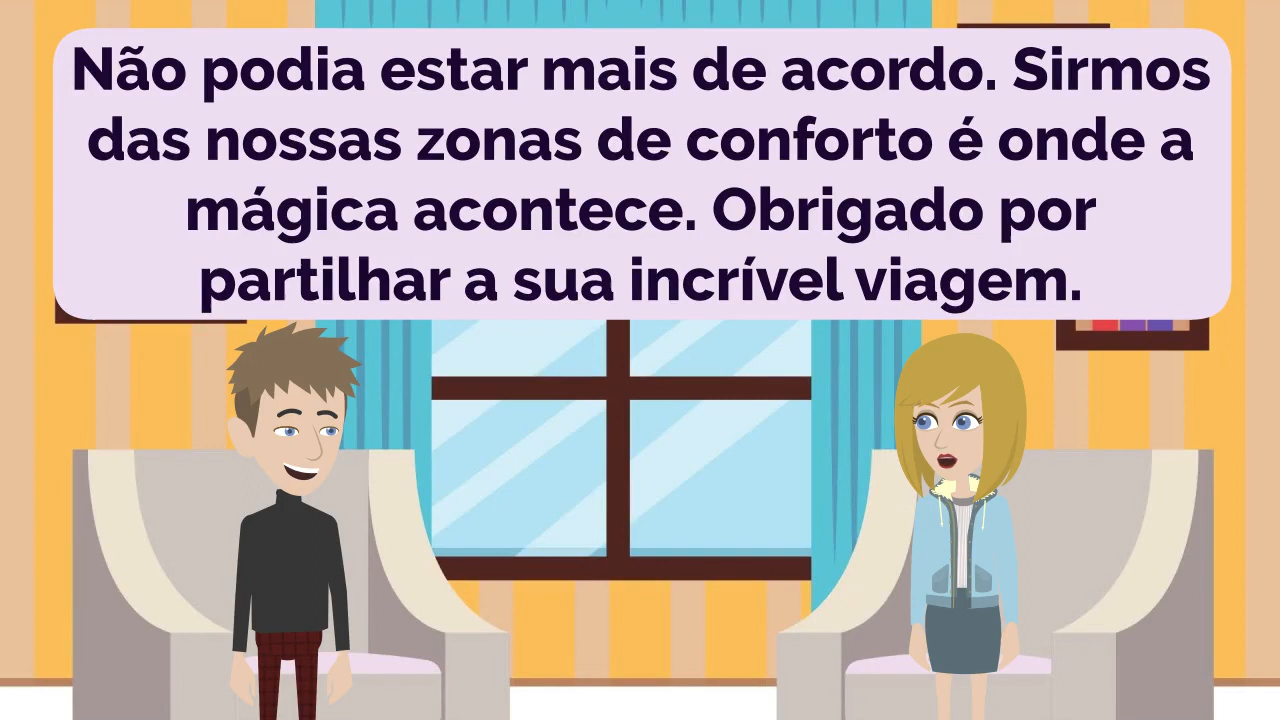 Não podia estar mais de acordo. Sirmos
das nossas zonas de conforto é onde a
mágica acontece. Obrigado por
partilhar a sua incrível viagem.